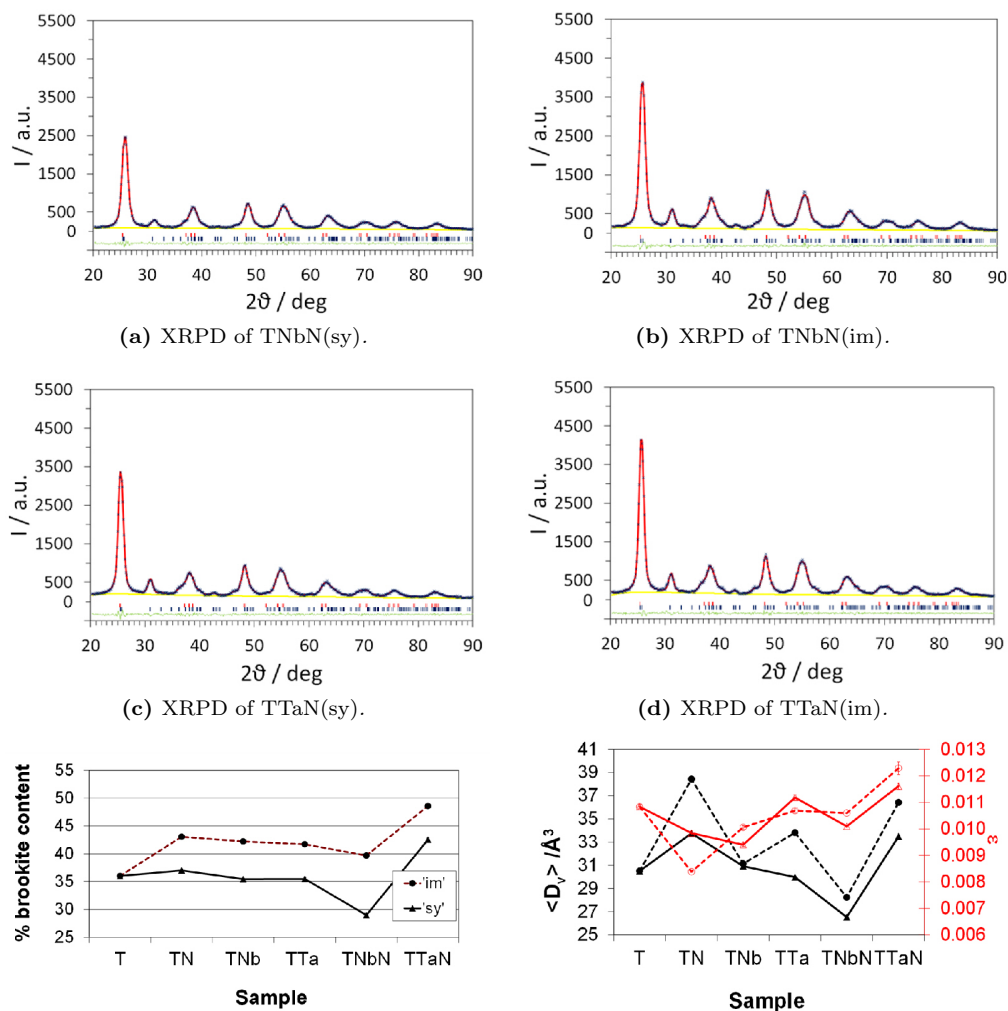 5500
4500
3500
2500
1500
500
0
I / a.u.
20 30 40 50 60 70 80 90
2ϑ / deg
(a) XRPD of TNbN(sy).
5500
4500
3500
2500
1500
500
0
I / a.u.
20 30 40 50 60 70 80 90
2ϑ / deg
(b) XRPD of TNbN(im).
5500
4500
3500
2500
1500
500
0
I / a.u.
20 30 40 50 60 70 80 90
2ϑ / deg
(c) XRPD of TTaN(sy).
5500
4500
3500
2500
1500
500
0
I / a.u.
20 30 40 50 60 70 80 90
2ϑ / deg
(d) XRPD of TTaN(im).
% brookite content
55
50
45
40
35
30
25
'im'
'sy'
T TN TNb TTa TNbN TTaN
Sample
<Dv> /Å³
41
39
37
35
33
31
29
27
25
0.013
0.012
0.011
0.010
0.009
0.008
0.007
0.006
ε
T TN TNb TTa TNbN TTaN
Sample